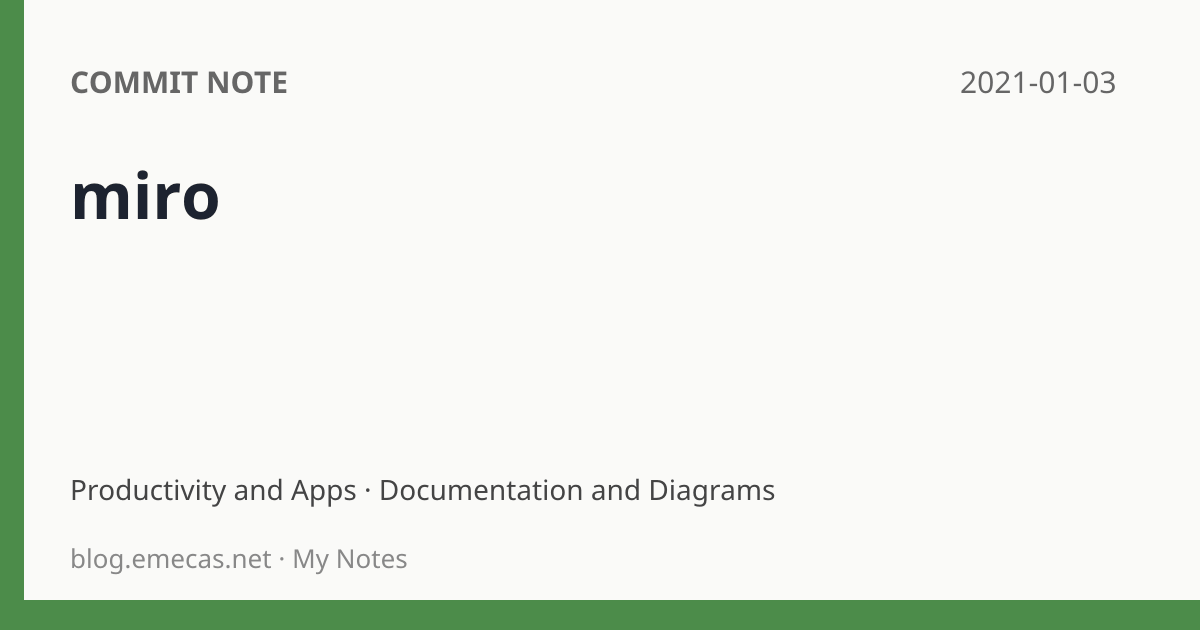 COMMIT NOTE
2021-01-03
miro
Productivity and Apps · Documentation and Diagrams
blog.emecas.net · My Notes